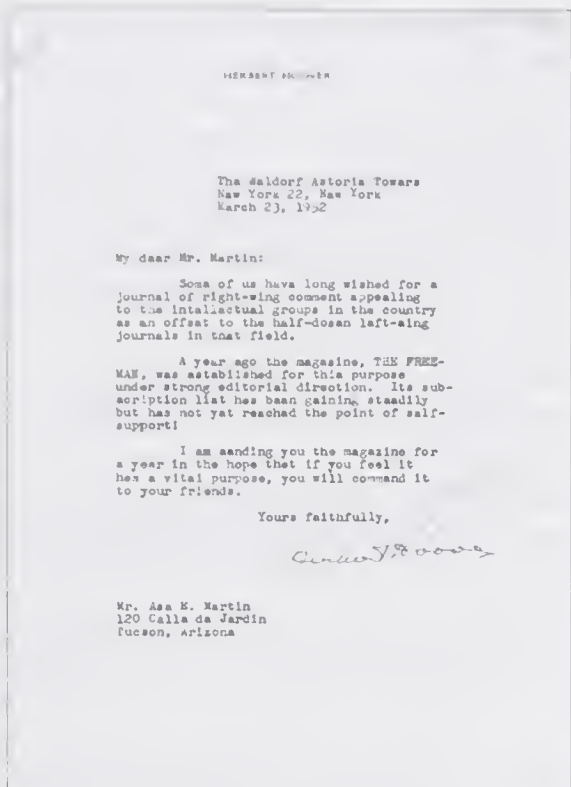 HERBERT HOOVER
The Waldorf Astoria Towers
New York 22, New York
March 23, 1952
My dear Mr. Martin:
Some of us have long wished for a
journal of right-wing comment appealing
to the intellectual groups in the country
as an offset to the half-dozen left-wing
journals in that field.
A year ago the magazine, THE FREE-
MAN, was established for this purpose
under strong editorial direction. Its sub-
scription list has been gaining steadily
but has not yet reached the point of self-
support!
I am sending you the magazine for
a year in the hope that if you feel it
has a vital purpose, you will commend it
to your friends.
Yours faithfully,
Herbert Hoover
Mr. Asa E. Martin
120 Calle de Jardin
Tucson, Arizona